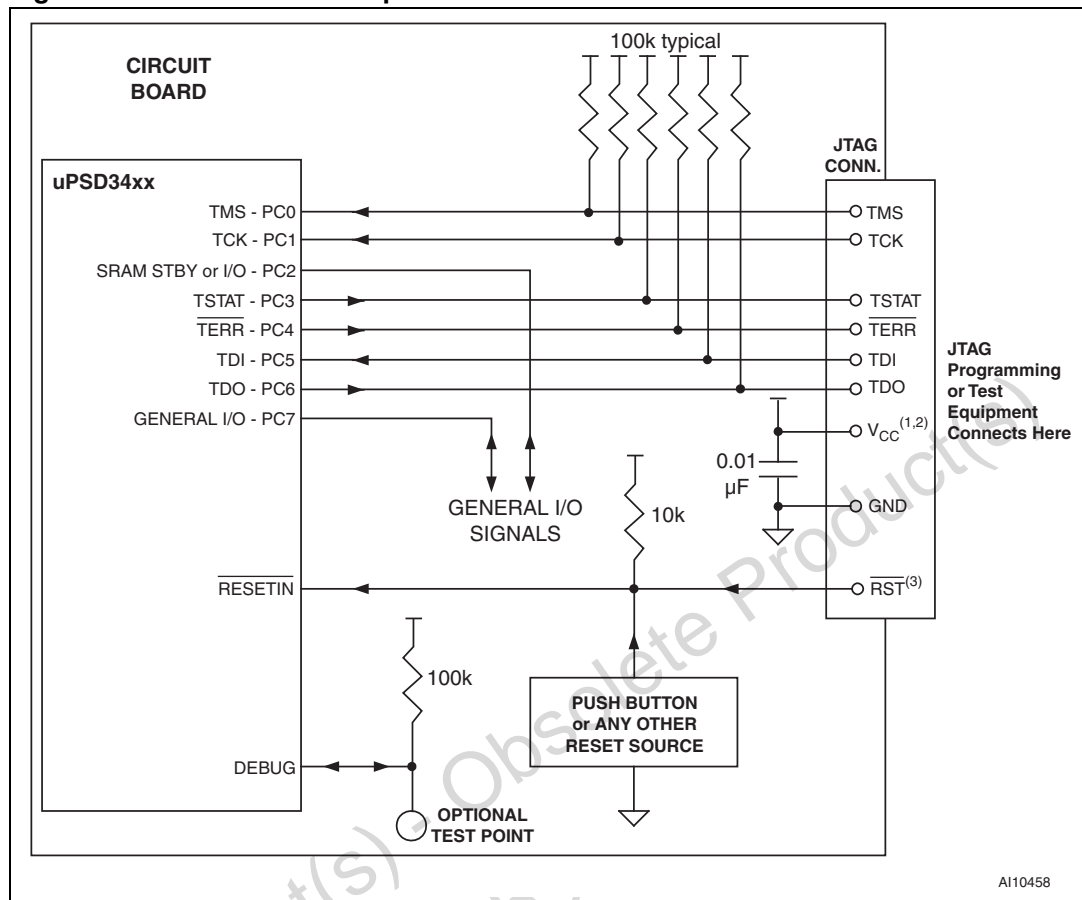 100k typical
CIRCUIT
BOARD
JTAG
CONN.
uPSD34xx
TMS - PC0
TMS
TCK - PC1
TCK
SRAM STBY or I/O - PC2
TSTAT - PC3
TSTAT
TERR - PC4
TERR
TDI - PC5
TDI
TDO - PC6
TDO
JTAG
Programming
or Test
Equipment
Connects Here
GENERAL I/O - PC7
VCC(1,2)
0.01
µF
GENERAL I/O
SIGNALS
10k
GND
RESETIN
RST(3)
100k
PUSH BUTTON
or ANY OTHER
RESET SOURCE
DEBUG
OPTIONAL
TEST POINT
AI10458
- Obsolete Product(s)